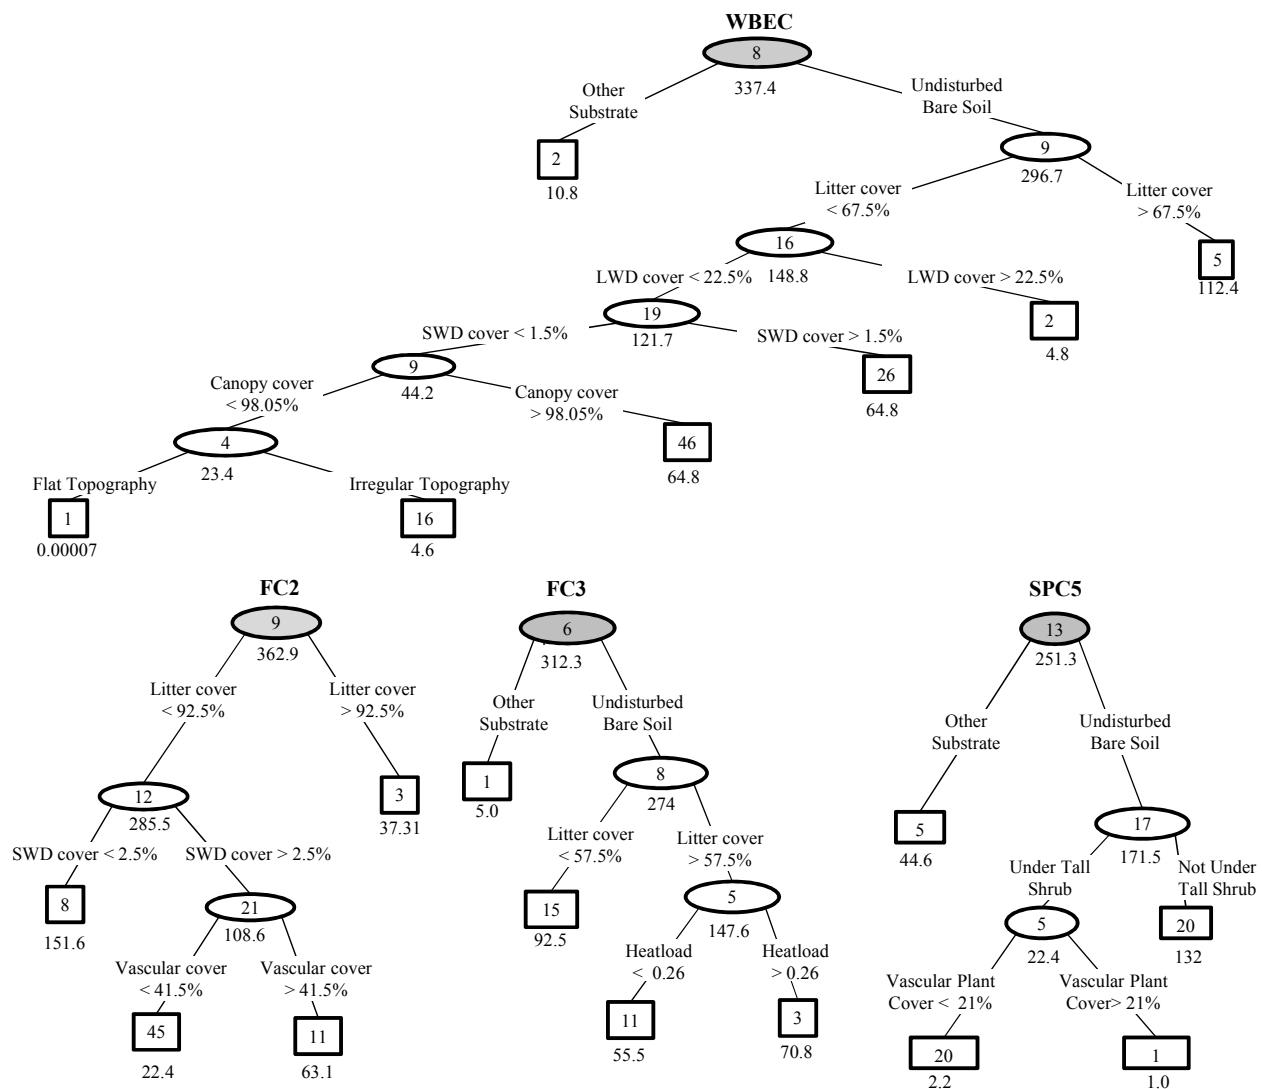 WBEC
8
337.4
Other
Substrate
Undisturbed
Bare Soil
2
10.8
9
296.7
Litter cover
< 67.5%
Litter cover
> 67.5%
16
148.8
5
112.4
LWD cover < 22.5%
LWD cover > 22.5%
19
121.7
2
4.8
SWD cover < 1.5%
SWD cover > 1.5%
9
44.2
26
64.8
Canopy cover
< 98.05%
Canopy cover
> 98.05%
4
23.4
46
64.8
Flat Topography
Irregular Topography
1
0.00007
16
4.6
FC2
9
362.9
Litter cover
< 92.5%
Litter cover
> 92.5%
12
285.5
3
37.31
SWD cover < 2.5%
SWD cover > 2.5%
8
151.6
21
108.6
Vascular cover
< 41.5%
Vascular cover
> 41.5%
45
22.4
11
63.1
FC3
6
312.3
Other
Substrate
Undisturbed
Bare Soil
1
5.0
8
274
Litter cover
< 57.5%
Litter cover
> 57.5%
15
92.5
5
147.6
Heatload
< 0.26
Heatload
> 0.26
11
55.5
3
70.8
SPC5
13
251.3
Other
Substrate
Undisturbed
Bare Soil
5
44.6
17
171.5
Under Tall
Shrub
Not Under
Tall Shrub
5
22.4
20
132
Vascular Plant
Cover < 21%
Vascular Plant
Cover> 21%
20
2.2
1
1.0